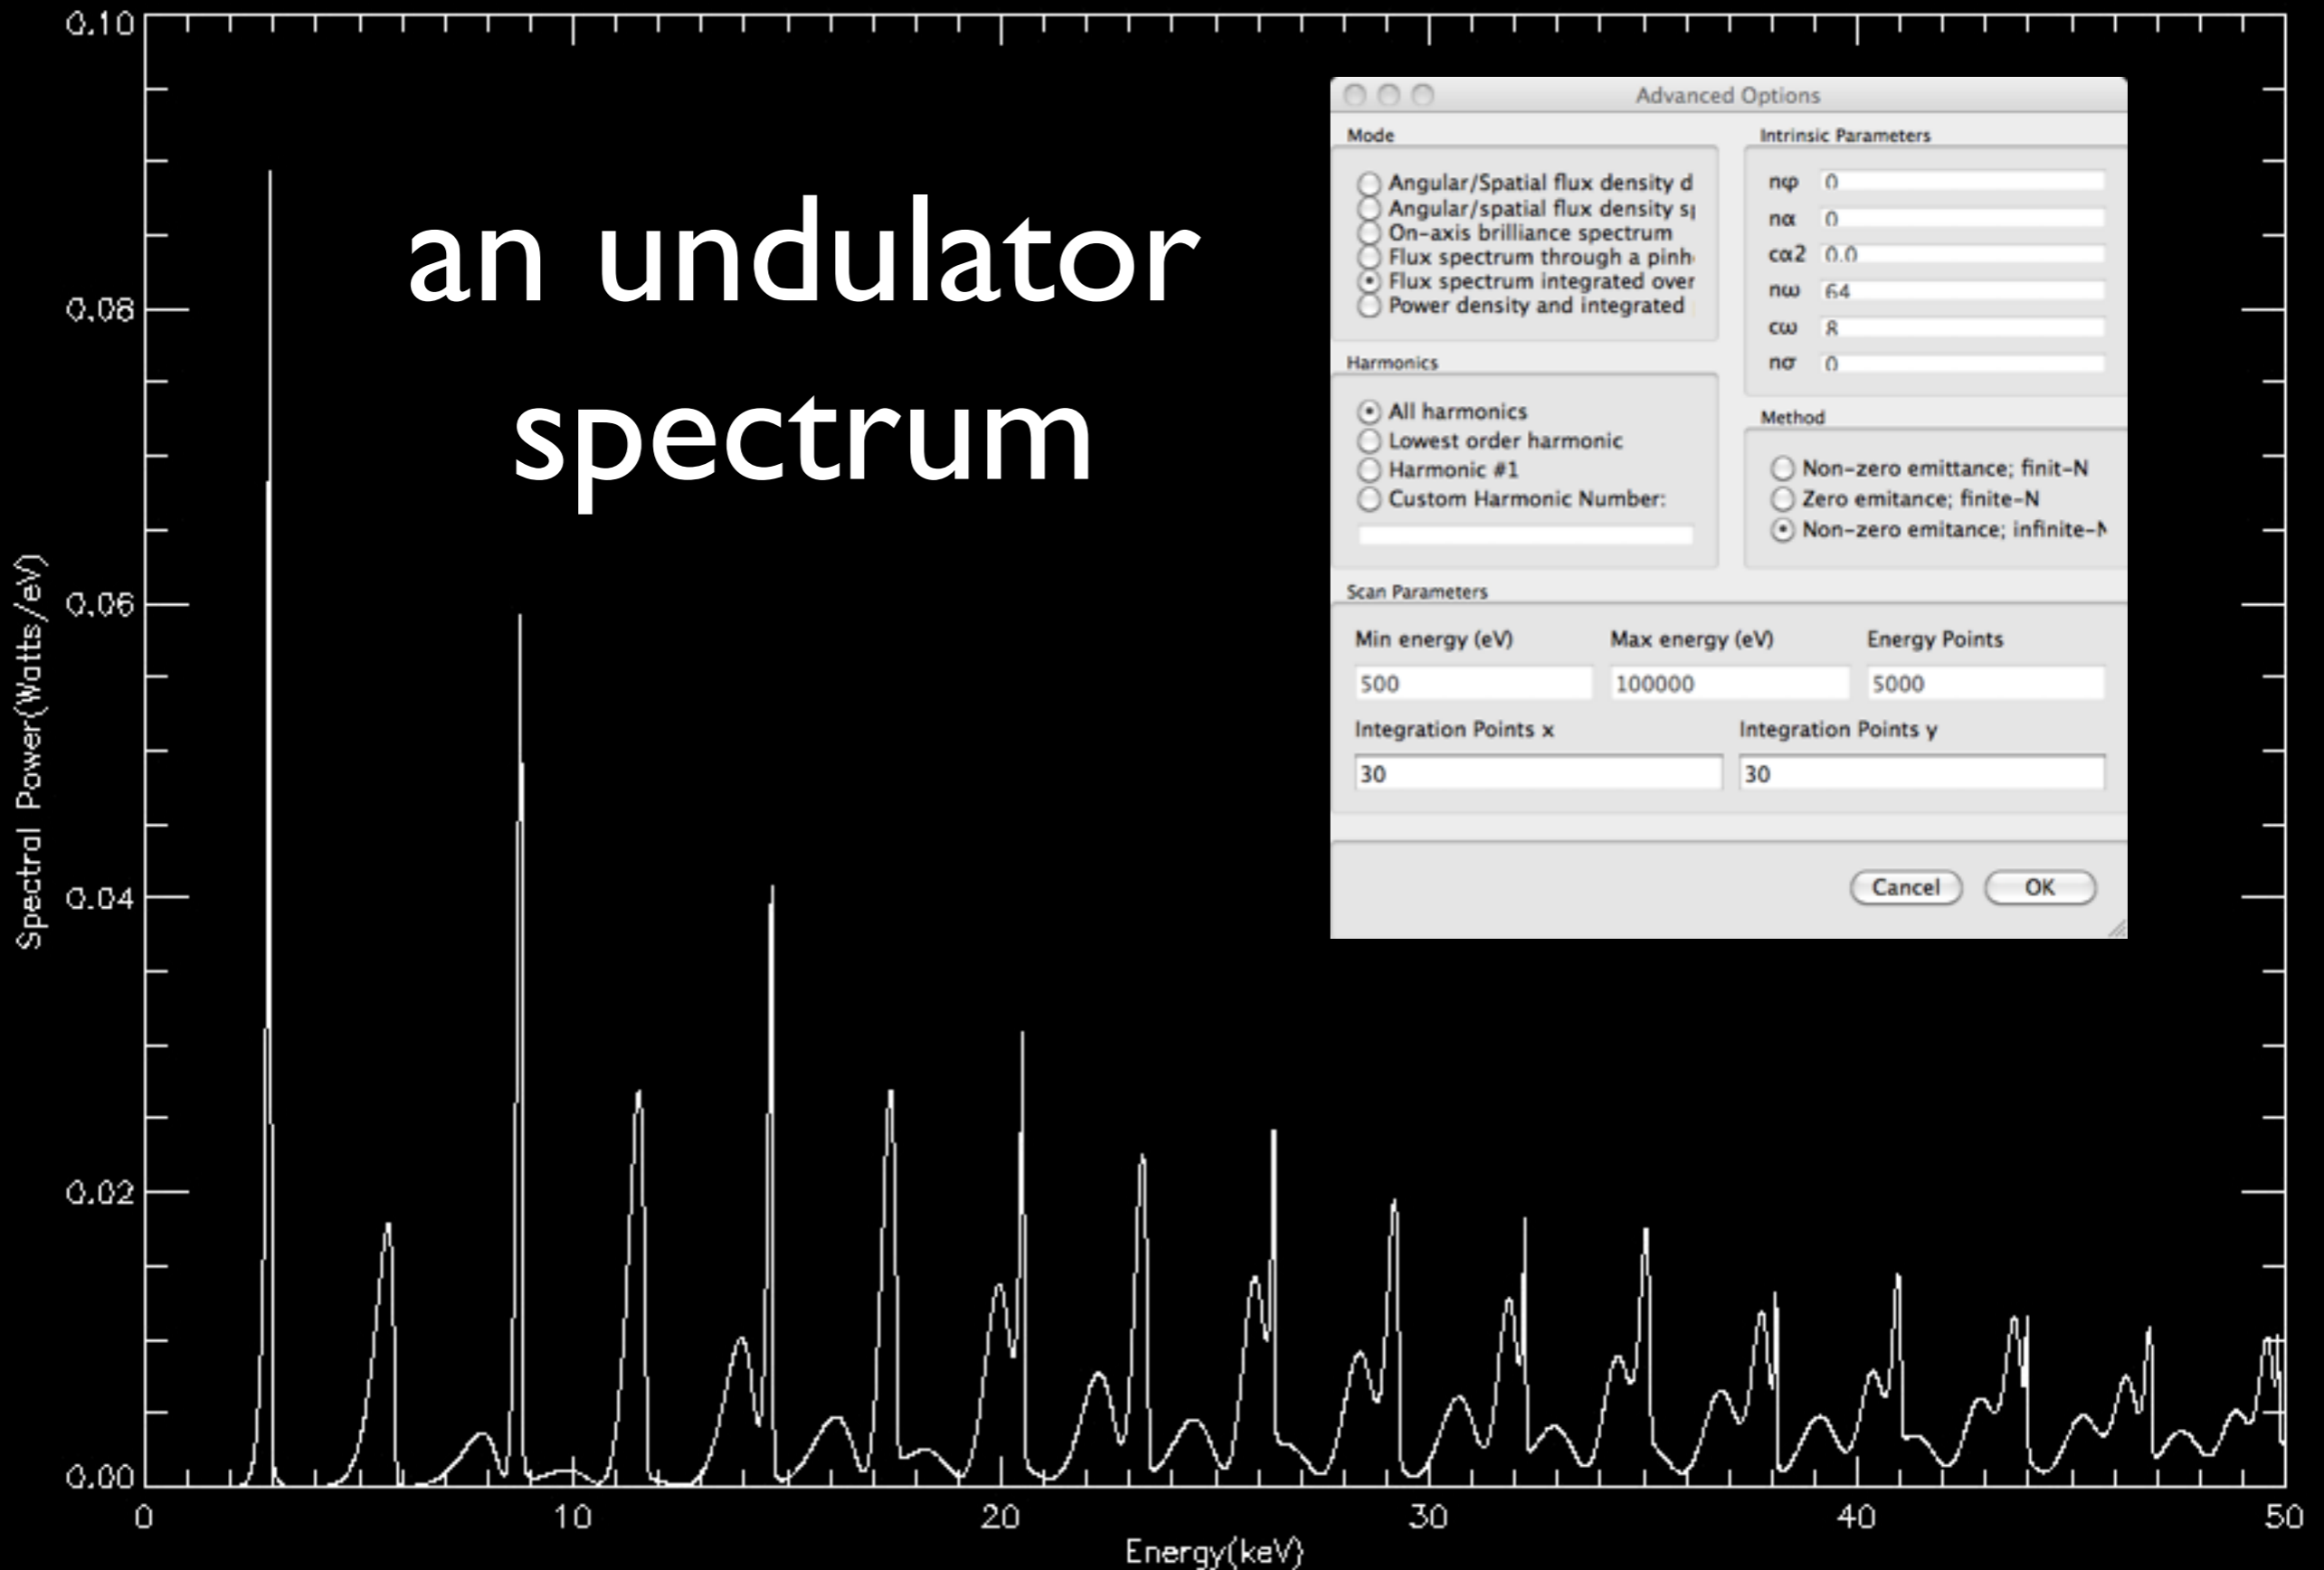 an undulator
spectrum
Spectral Power(Watts/eV)
0.10
0.08
0.06
0.04
0.02
0.00
0 10 20 30 40 50
Energy(keV)
Advanced Options
Mode
Angular/Spatial flux density d
Angular/spatial flux density
On-axis brilliance spectrum
Flux spectrum through a
Flux spectrum integrated over
Power density and integrated
Harmonics
All harmonics
Lowest order harmonic
Harmonic #1
Custom Harmonic Number:
Intrinsic Parameters
nφ 0
nα 0
cα2 0.0
nω 64
cω 8
nσ 0
Method
Non-zero emittance; finit-N
Zero emitance; finite-N
Non-zero emitance; infinite-N
Scan Parameters
Min energy (eV) Max energy (eV) Energy Points
500 100000 5000
Integration Points x Integration Points y
30 30
Cancel OK